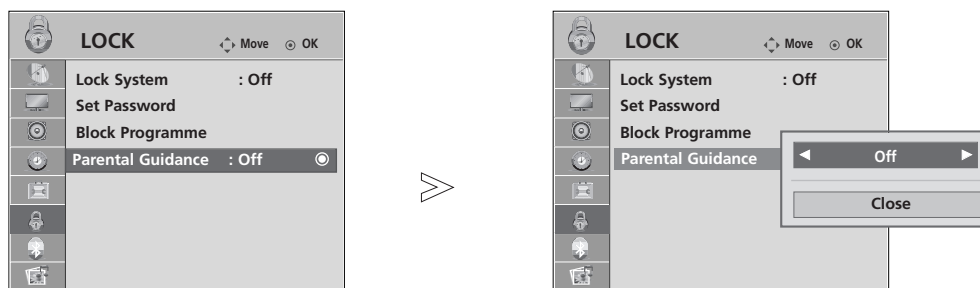 LOCK Move OK
Lock System : Off
Set Password
Block Programme
Parental Guidance : Off
LOCK Move OK
Lock System : Off
Set Password
Block Programme
Parental Guidance
Off
Close